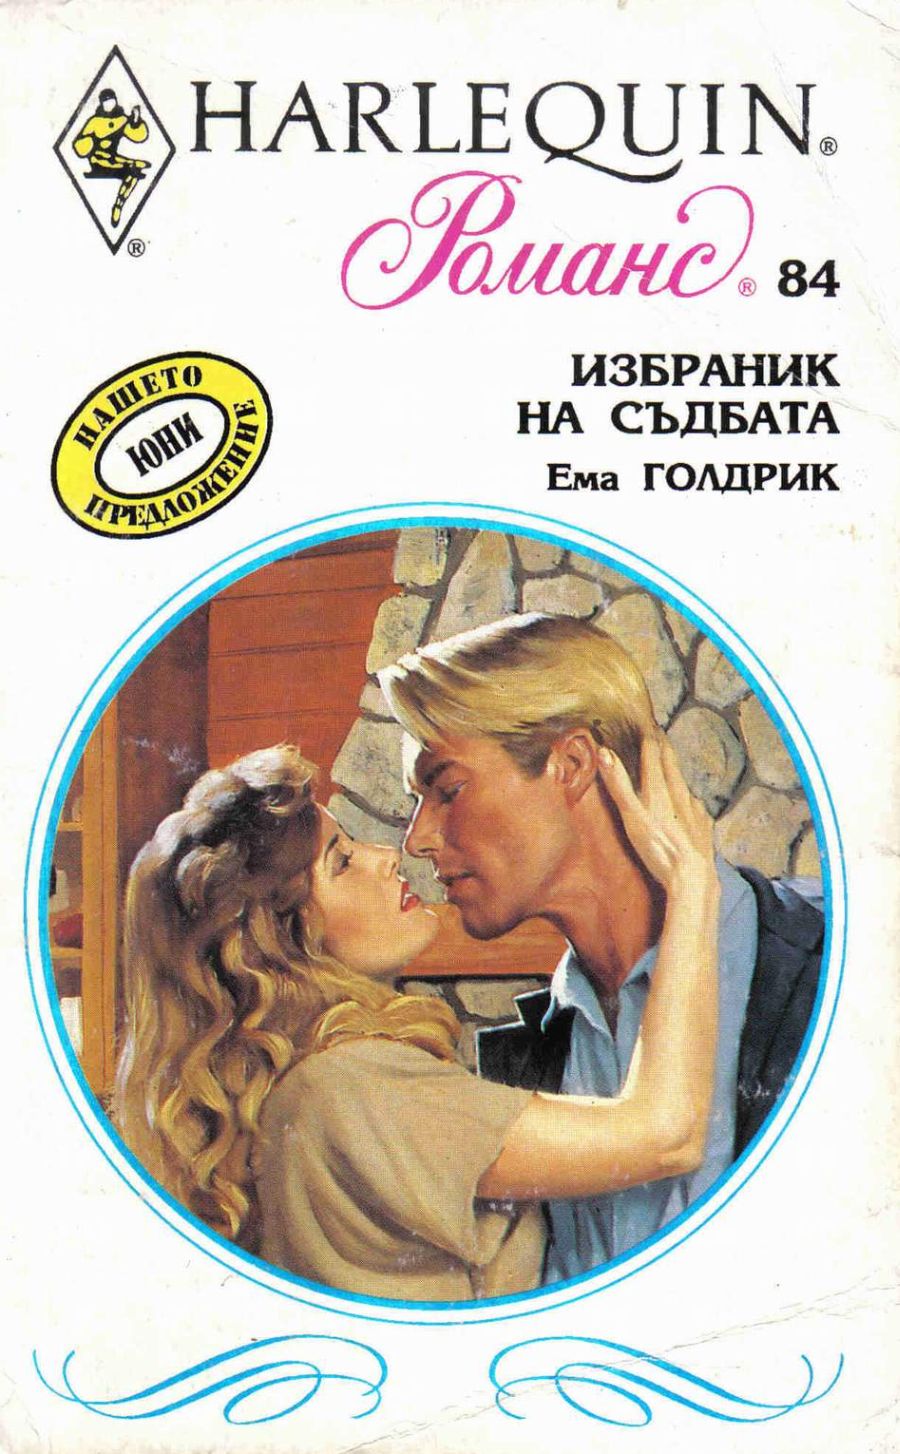 HARLEQUIN®
®
Романс® 84
НАШЕТО
ЮНИ
ПРЕДЛОЖЕНИЕ
ИЗБРАНИК
НА СЪДБАТА
Ема ГОЛДРИК